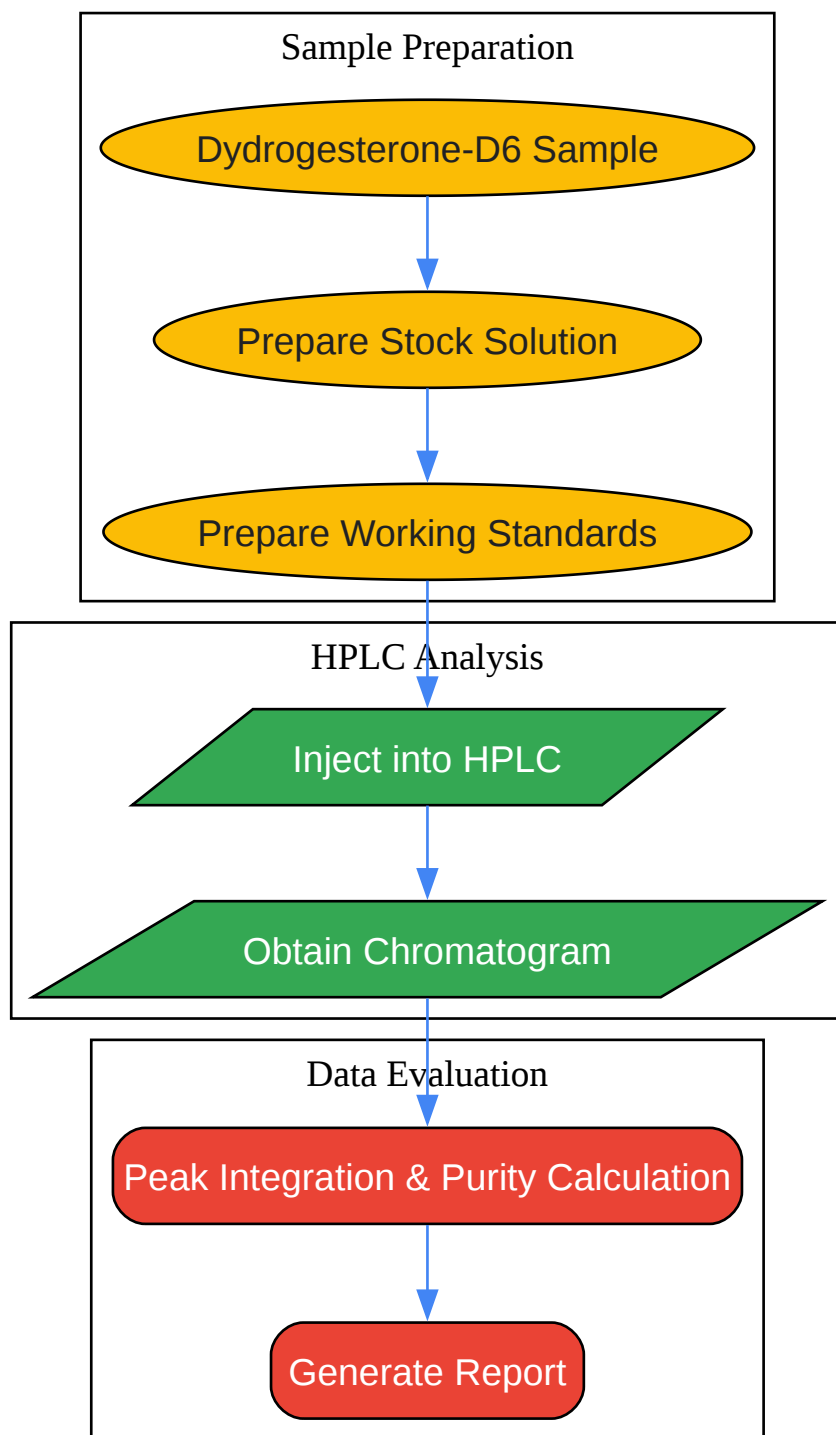 Sample Preparation
Dydrogesterone-D6 Sample
Prepare Stock Solution
Prepare Working Standards
HPLC Analysis
Inject into HPLC
Obtain Chromatogram
Data Evaluation
Peak Integration & Purity Calculation
Generate Report